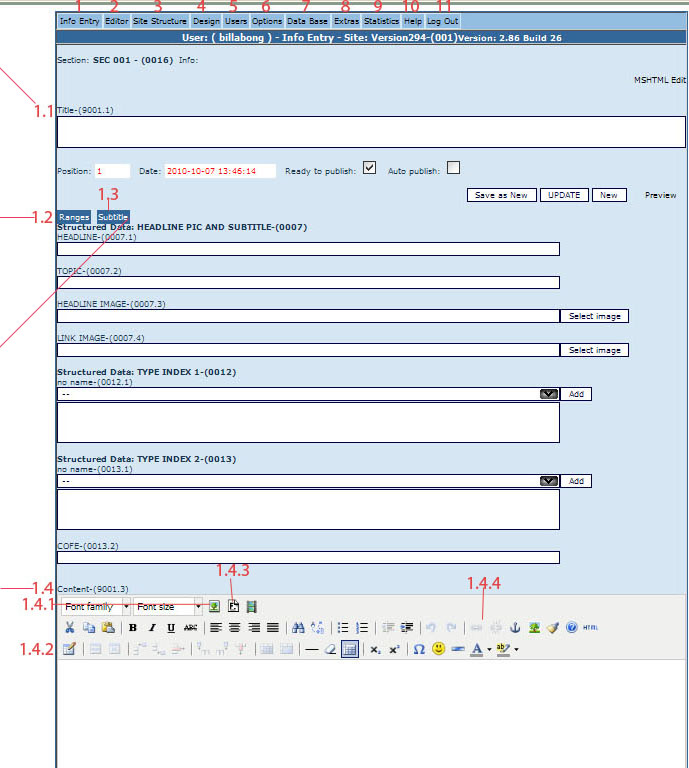 1 2 3 4 5 6 7 8 9 10 11
Info Entry Editor Site Structure Design Users Options Data Base Extras Statistics Help Log Out
User: ( billabong ) - Info Entry - Site: Version294-(001)Version: 2.86 Build 26
Section: SEC 001 - (0016) Info:
MSHTML Edit
1.1 Title-(9001.1)
Position: 1 Date: 2010-10-07 13:46:14 Ready to publish: Auto publish:
Save as New UPDATE New Preview
1.3
1.2 Ranges Subtitle
Structured Data: HEADLINE PIC AND SUBTITLE-(0007)
HEADLINE-(0007.1)
TOPIC-(0007.2)
HEADLINE IMAGE-(0007.3)
Select image
LINK IMAGE-(0007.4)
Select image
Structured Data: TYPE INDEX 1-(0012)
no name-(0012.1)
-- Add
Structured Data: TYPE INDEX 2-(0013)
no name-(0013.1)
-- Add
COFE-(0013.2)
1.4.3
1.4 Content-(9001.3) 1.4.4
1.4.1 Font family Font size
B I U ABC HTML
1.4.2 x₂ x² Ω A ab